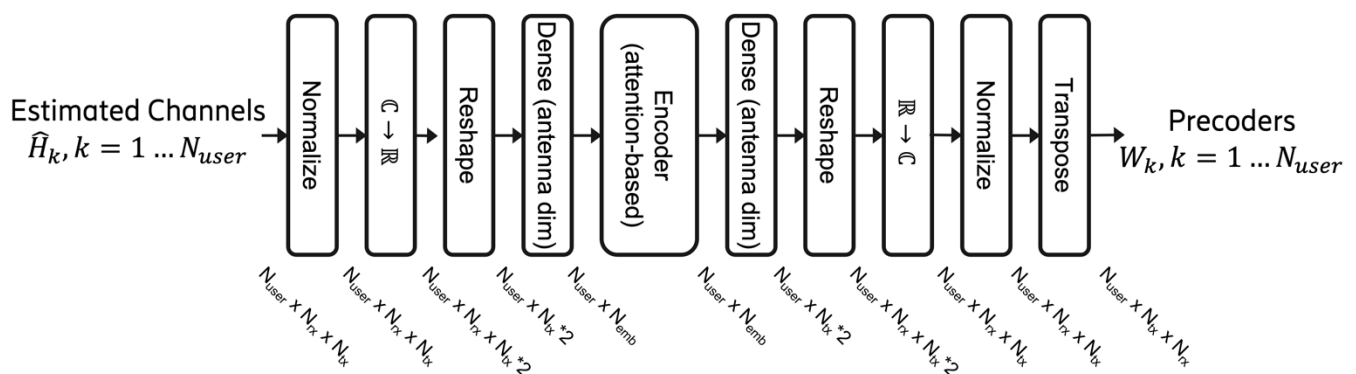 Estimated Channels
Ĥ_k, k = 1 … N_user
Normalize
ℂ → ℝ
Reshape
Dense (antenna dim)
Encoder
(attention-based)
Dense (antenna dim)
Reshape
ℝ → ℂ
Normalize
Transpose
Precoders
W_k, k = 1 … N_user
N_user x N_rx x N_tx
N_user x N_rx x N_tx
N_user x N_rx x N_tx *2
N_user x N_tx *2
N_user x N_emb
N_user x N_emb
N_user x N_tx *2
N_user x N_rx x N_tx *2
N_user x N_rx x N_tx
N_user x N_rx x N_tx
N_user x N_tx x N_rx